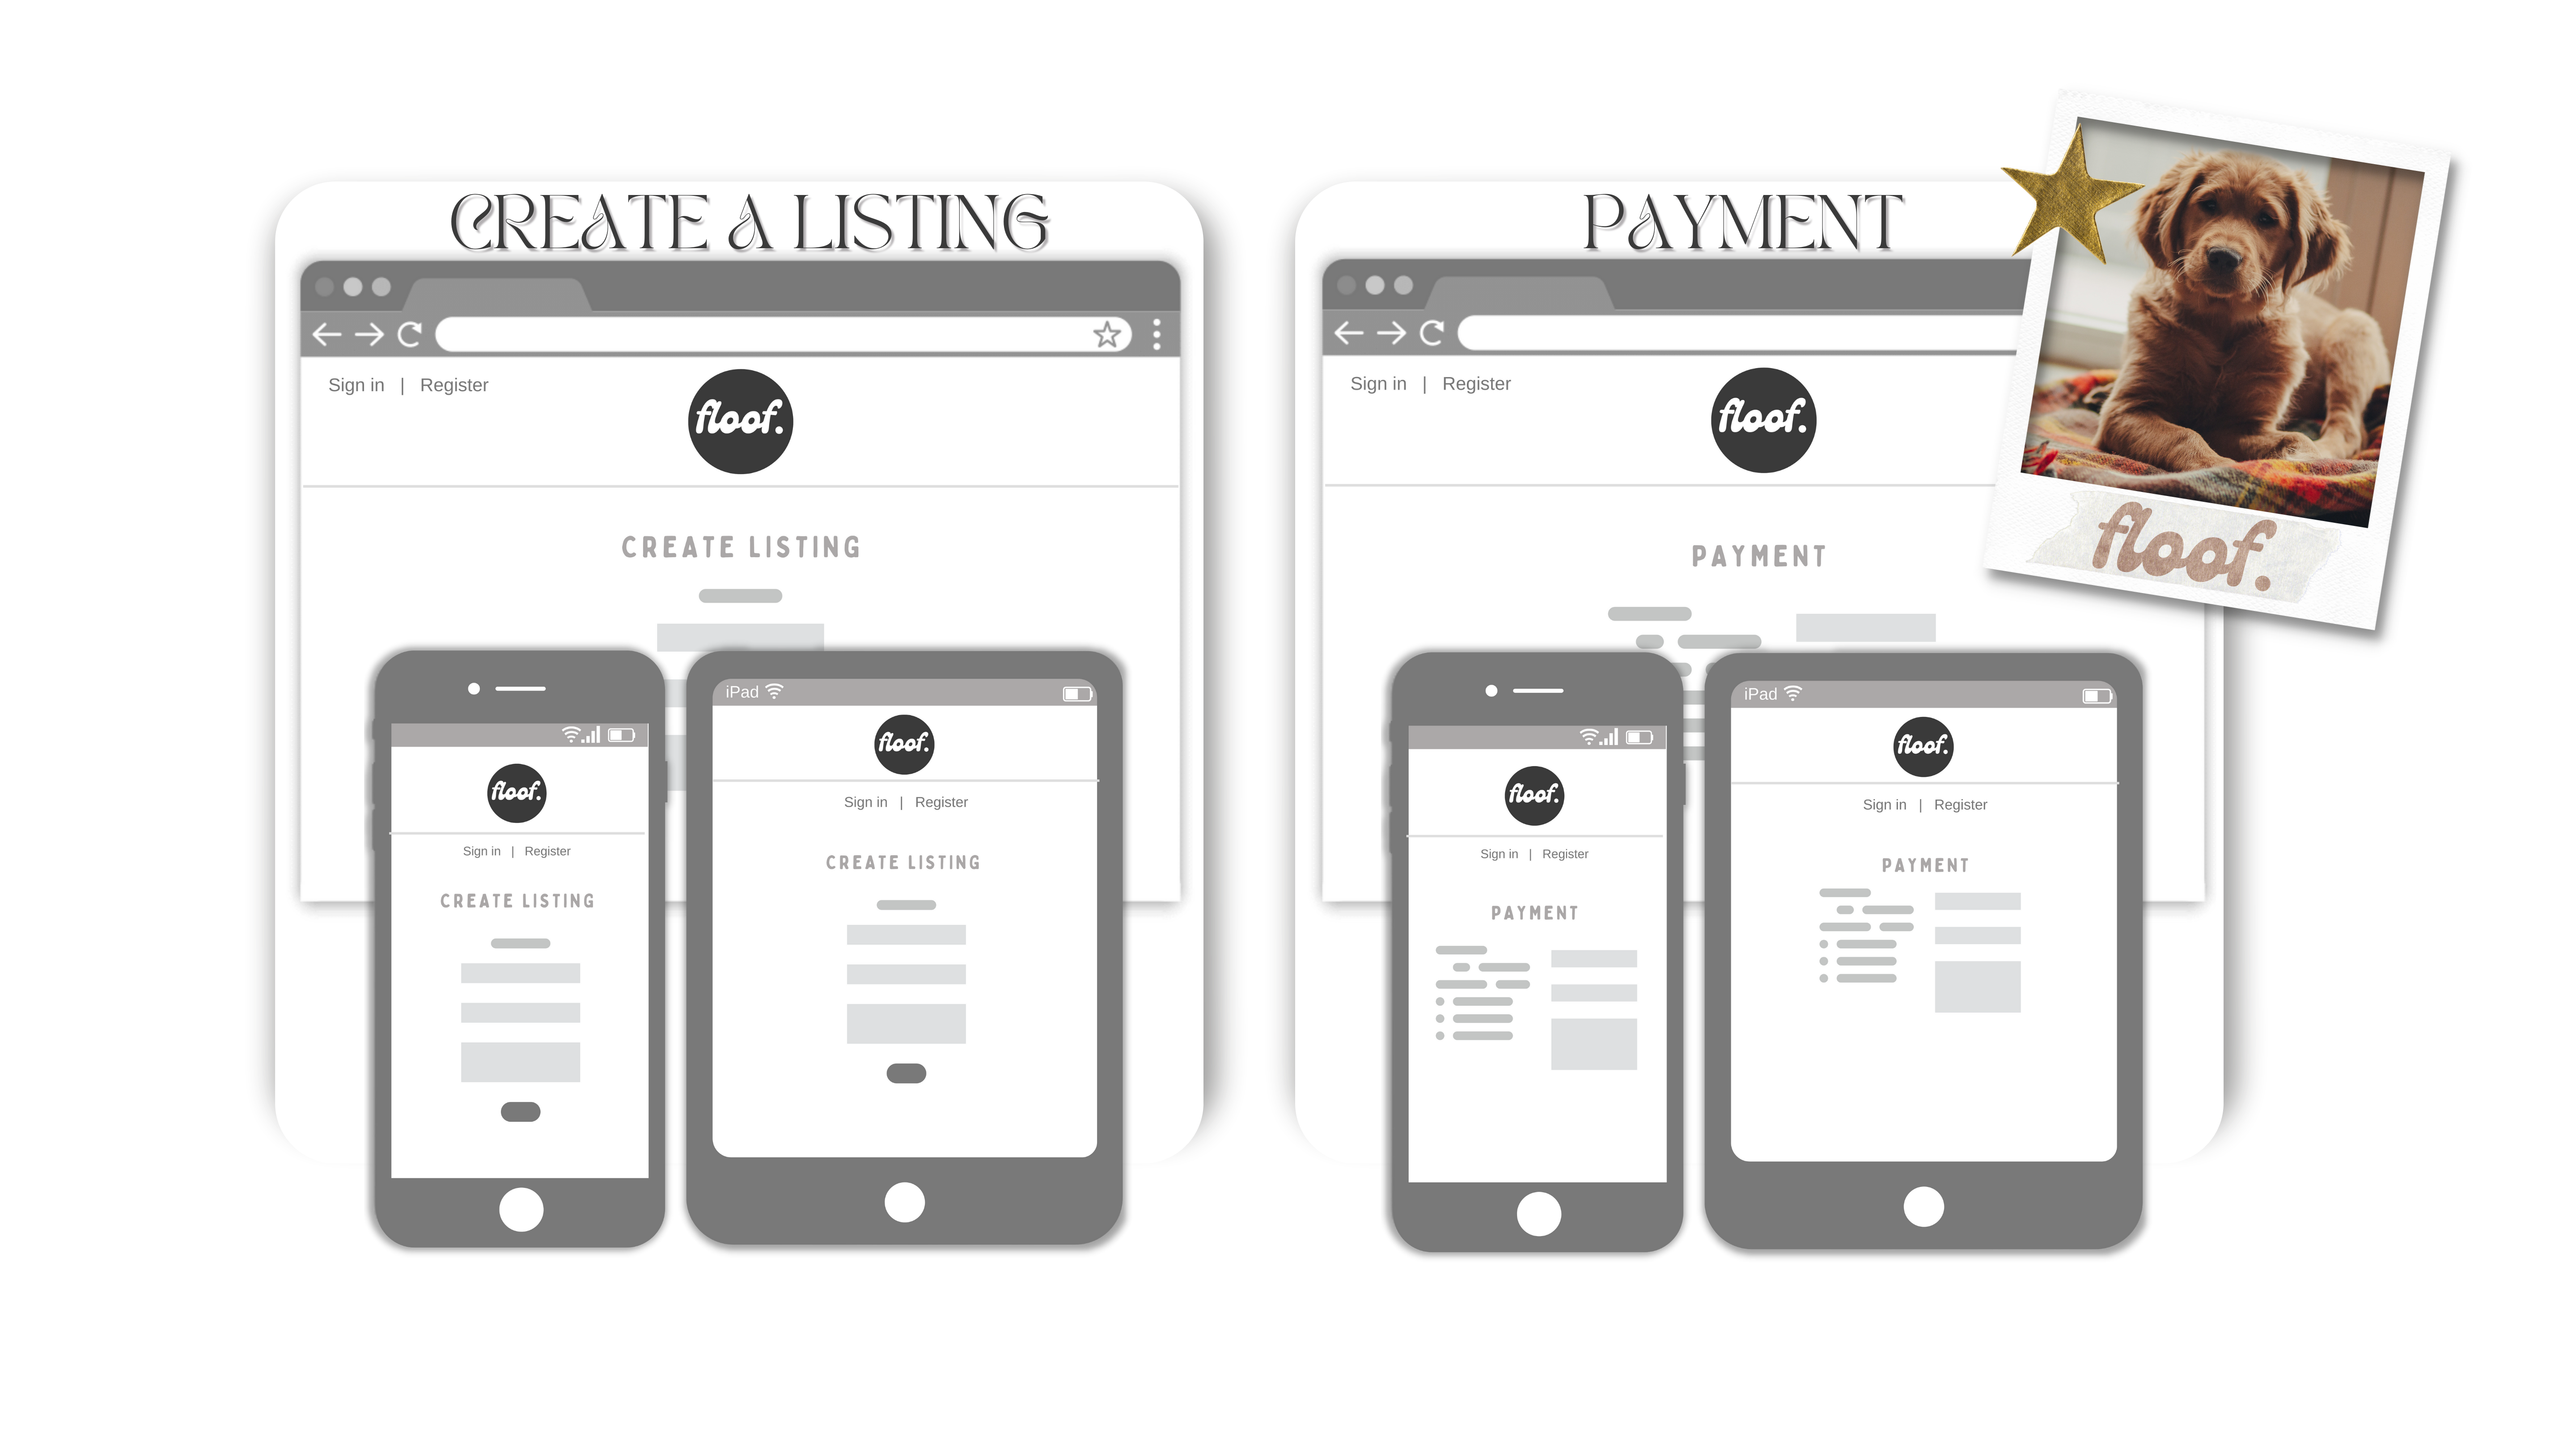 CREATE A LISTING
Sign in | Register
floof.
CREATE LISTING
floof.
Sign in | Register
CREATE LISTING
iPad
floof.
Sign in | Register
CREATE LISTING
PAYMENT
Sign in | Register
floof.
PAYMENT
floof.
Sign in | Register
PAYMENT
iPad
floof.
Sign in | Register
PAYMENT
floof.